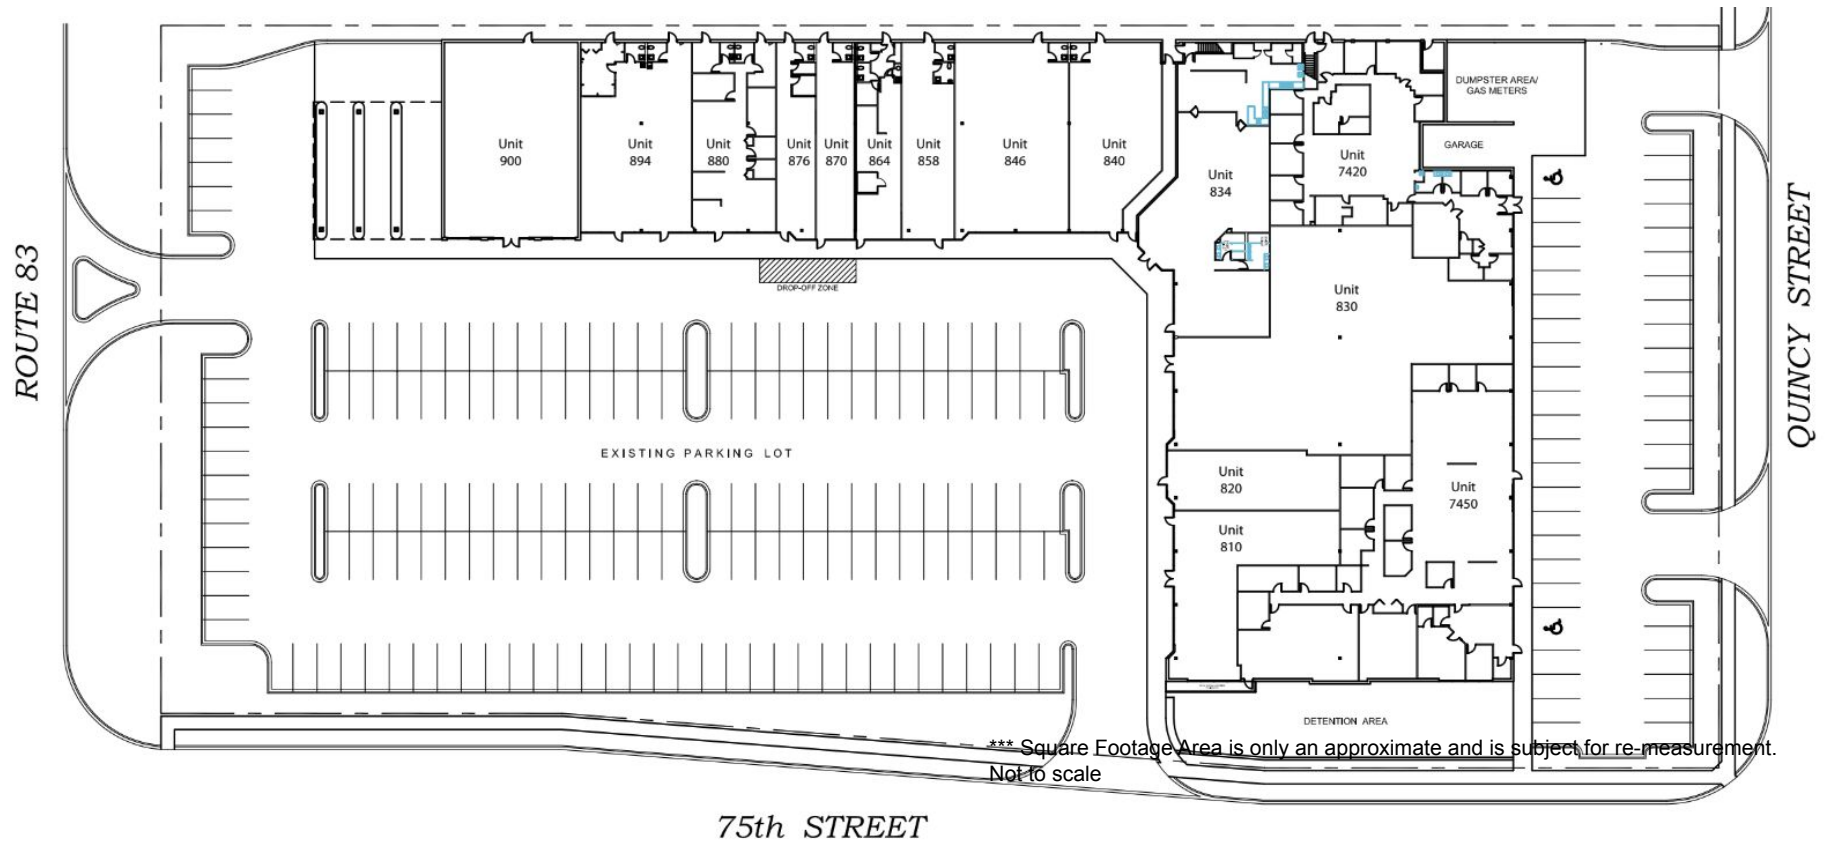 DUMPSTER AREA/
GAS METERS
GARAGE
Unit
900
Unit
894
Unit
880
Unit
876
Unit
870
Unit
864
Unit
858
Unit
846
Unit
840
Unit
834
Unit
7420
Unit
830
DROP-OFF ZONE
ROUTE 83
QUINCY STREET
EXISTING PARKING LOT
Unit
820
Unit
7450
Unit
810
DETENTION AREA
*** Square Footage Area is only an approximate and is subject for re-measurement.
Not to scale
75th STREET